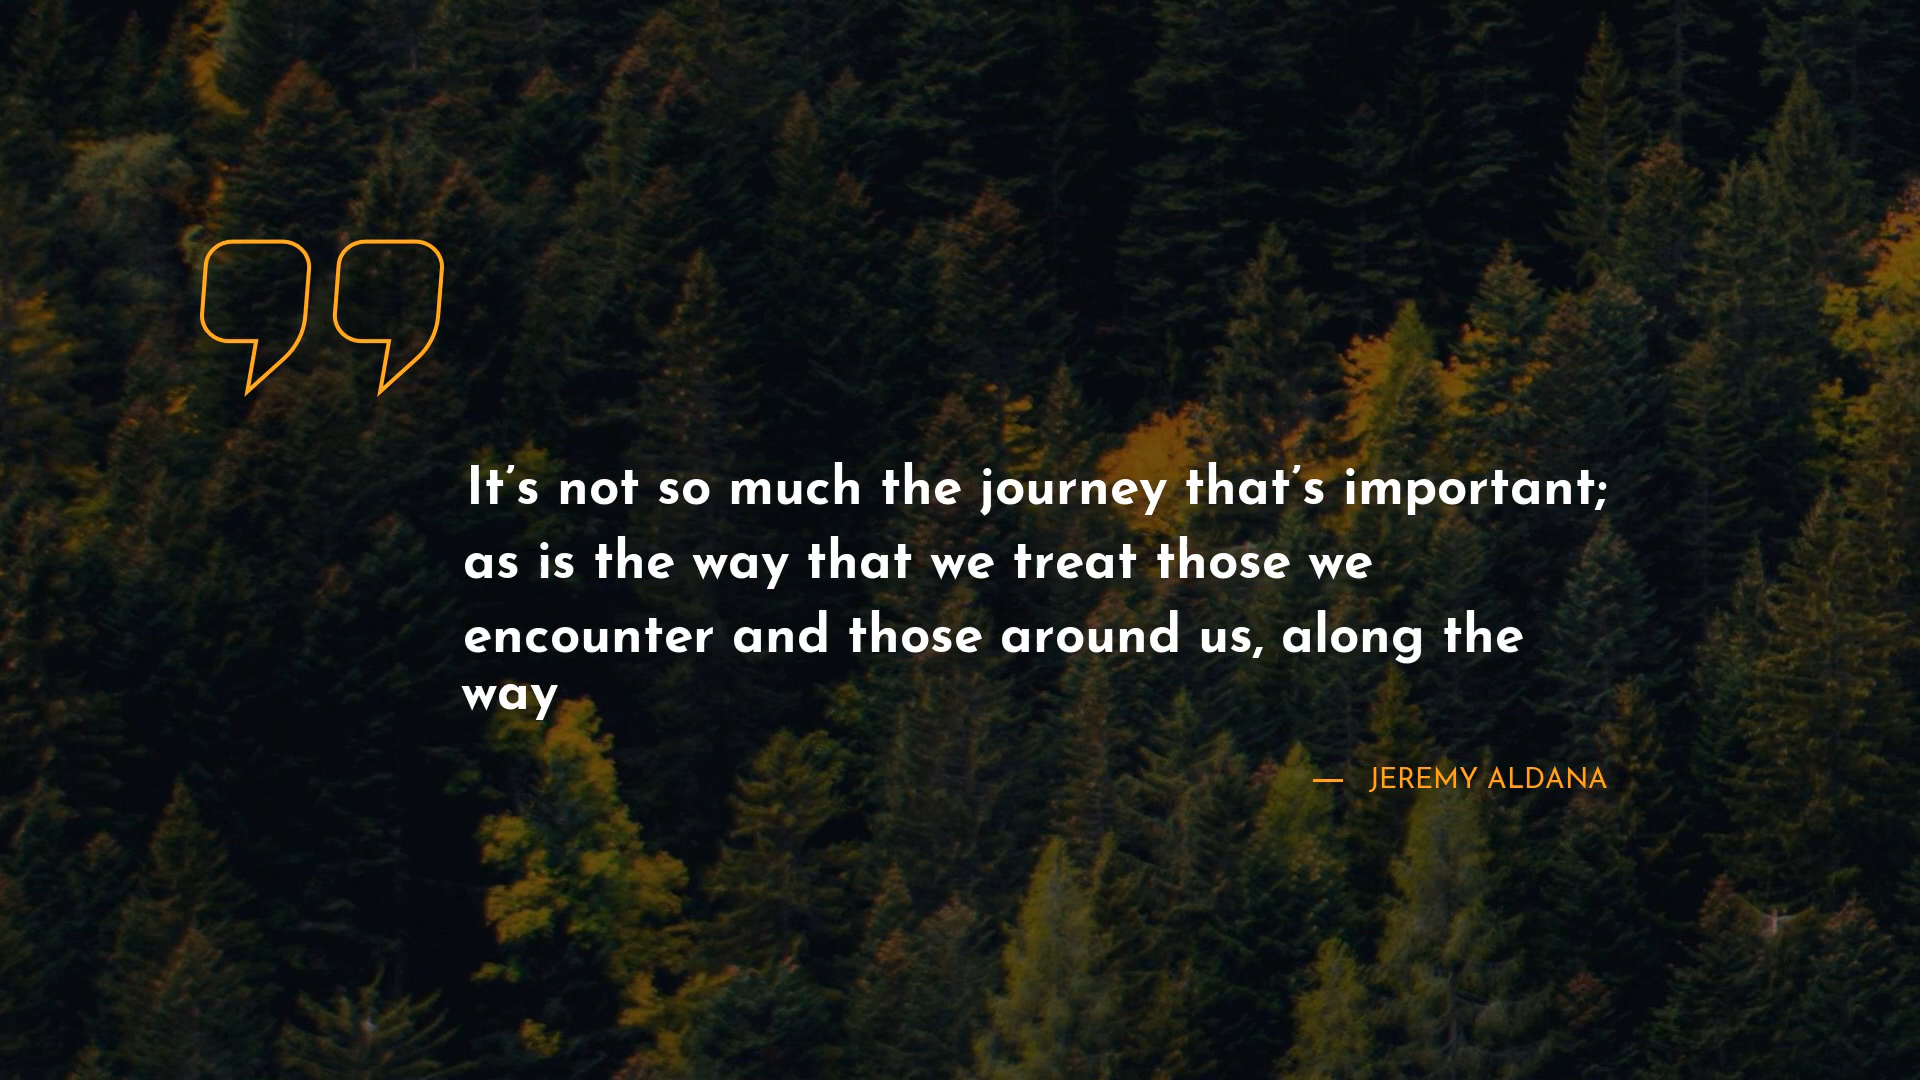 It’s not so much the journey that’s important;
as is the way that we treat those we
encounter and those around us, along the
way
— JEREMY ALDANA